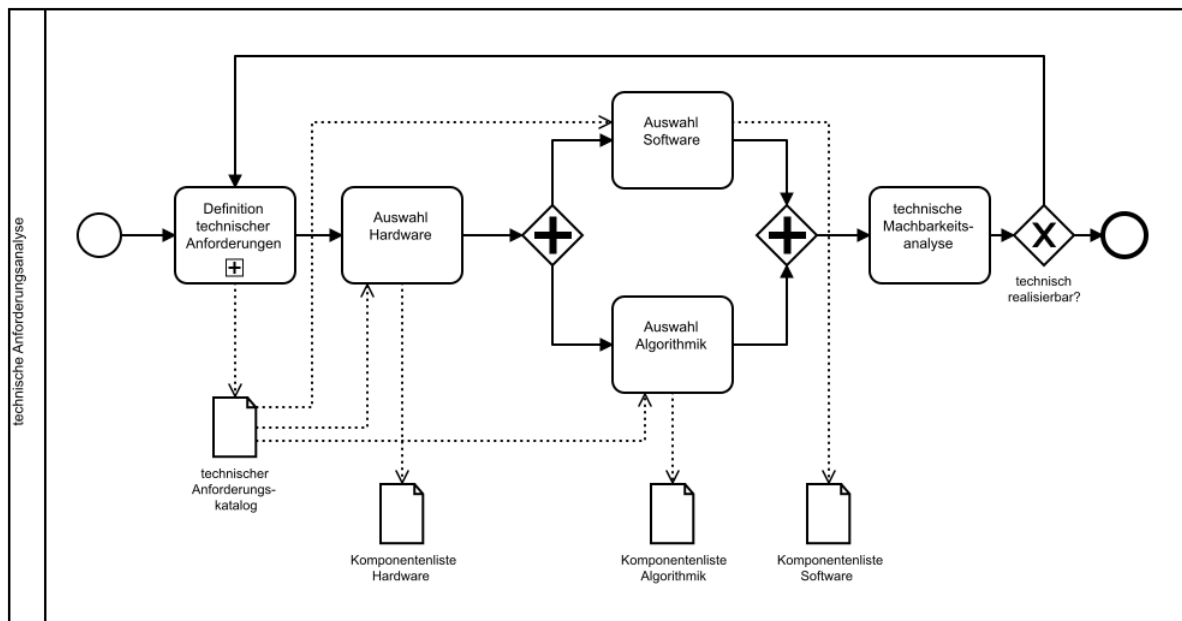 technische Anforderungsanalyse
Definition
technischer
Anforderungen
Auswahl
Hardware
Auswahl
Software
Auswahl
Algorithmik
technische
Machbarkeits-
analyse
technisch
realisierbar?
technischer
Anforderungs-
katalog
Komponentenliste
Hardware
Komponentenliste
Algorithmik
Komponentenliste
Software